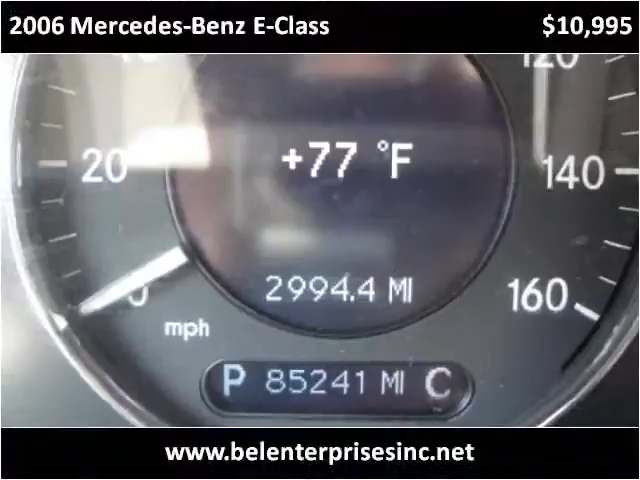 2006 Mercedes-Benz E-Class $10,995
120
20 +77 °F 140
2994.4 MI 160
0
mph
P 85241 MI C
www.belenterprisesinc.net